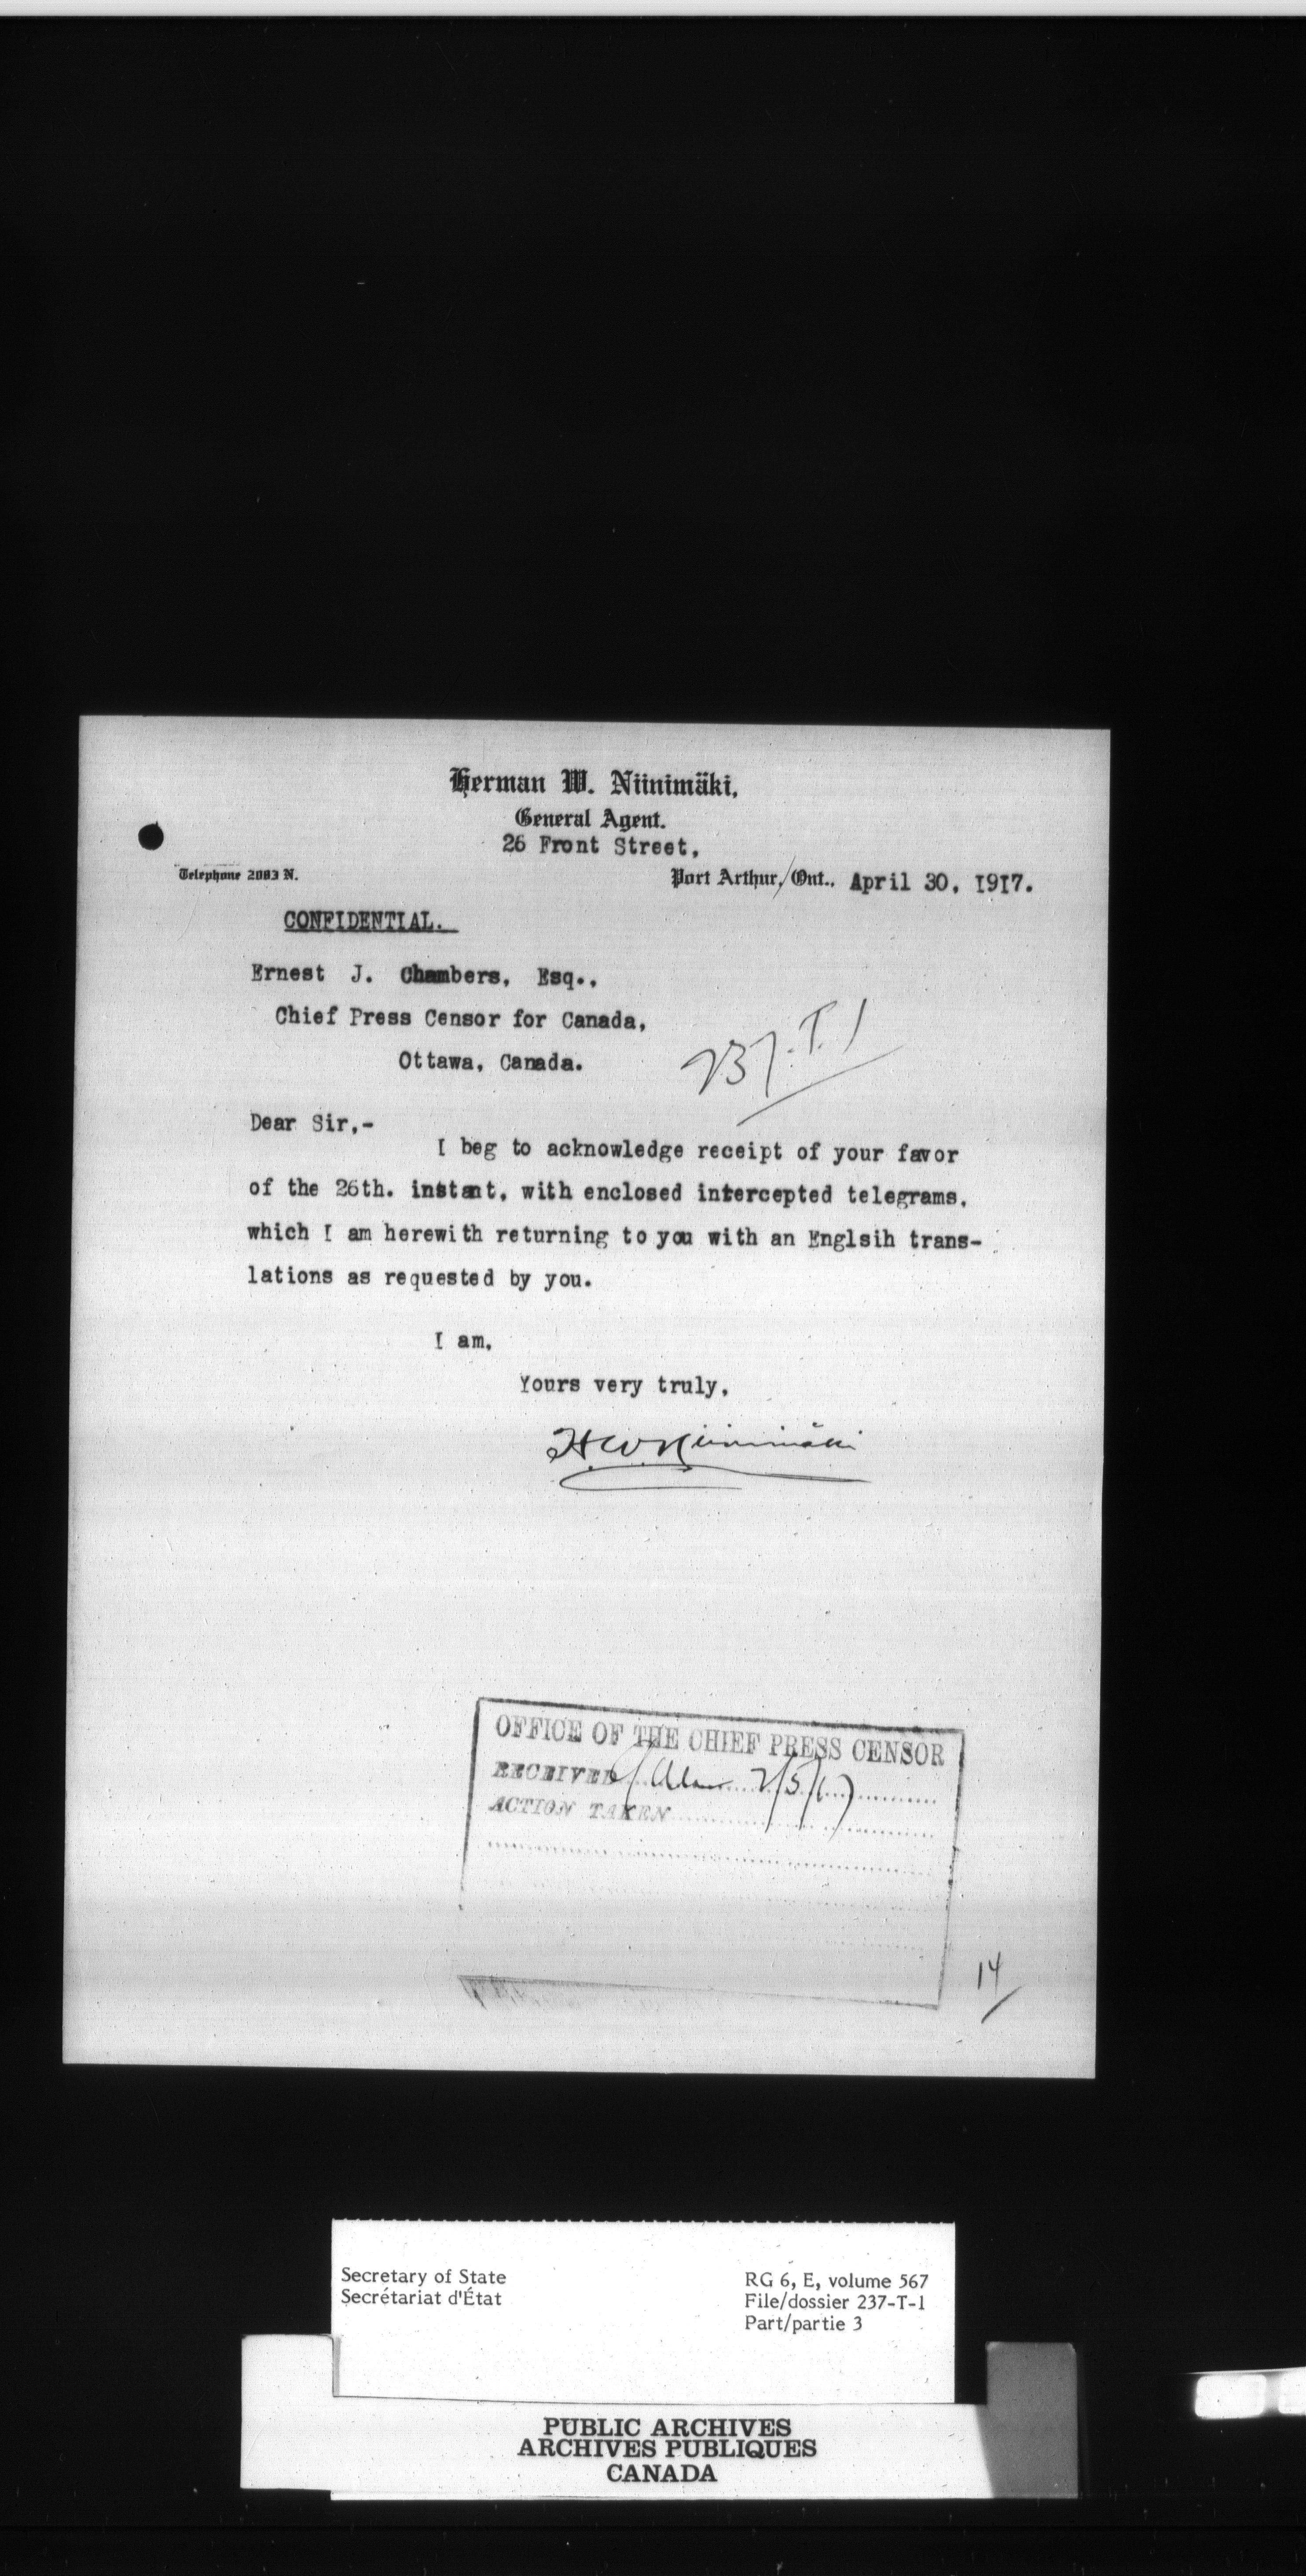 Herman W. Niinimäki,
General Agent.
26 Front Street,
Telephone 2083 N.
Port Arthur, Ont., April 30, 1917.
CONFIDENTIAL.
Ernest J. Chambers, Esq.,
Chief Press Censor for Canada,
Ottawa, Canada.
237.T.1
Dear Sir,-
I beg to acknowledge receipt of your favor
of the 26th. instant, with enclosed intercepted telegrams,
which I am herewith returning to you with an Englsih trans-
lations as requested by you.
I am,
Yours very truly,
H.W.Niinimäki
OFFICE OF THE CHIEF PRESS CENSOR
RECEIVED 2/5/17
ACTION TAKEN
14
Secretary of State
Secrétariat d'État
RG 6, E, volume 567
File/dossier 237-T-1
Part/partie 3
PUBLIC ARCHIVES
ARCHIVES PUBLIQUES
CANADA